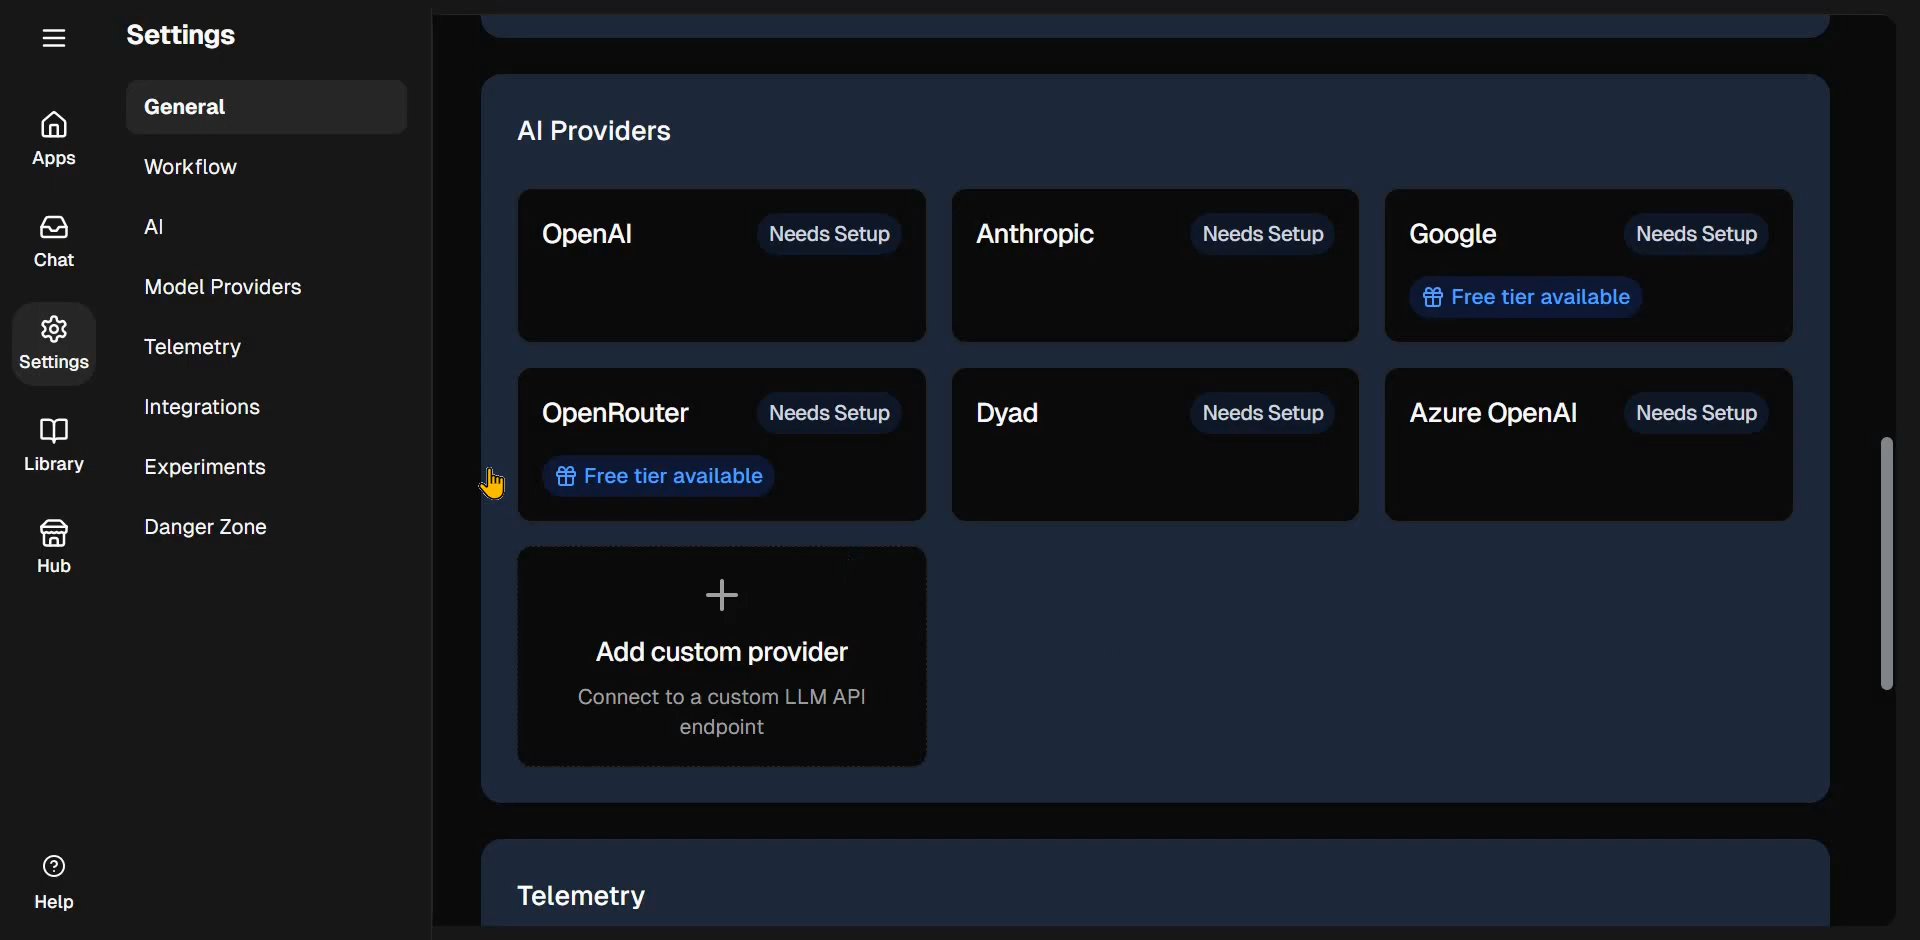 Settings
General
Workflow
AI
Model Providers
Telemetry
Integrations
Experiments
Danger Zone
Apps
Chat
Settings
Library
Hub
Help
AI Providers
OpenAI
Needs Setup
Anthropic
Needs Setup
Google
Needs Setup
Free tier available
OpenRouter
Needs Setup
Free tier available
Dyad
Needs Setup
Azure OpenAI
Needs Setup
Add custom provider
Connect to a custom LLM API
endpoint
Telemetry